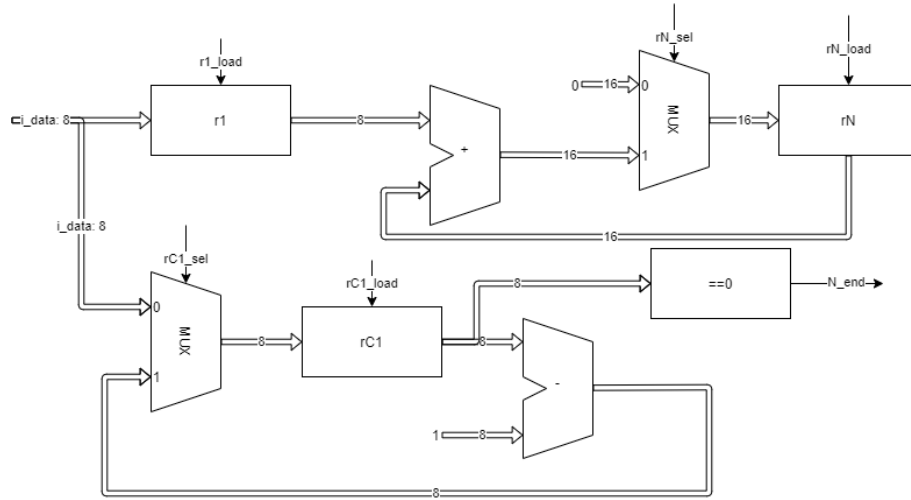 rN_sel
r1_load
rN_load
0
16
0
i_data: 8
r1
8
MUX
16
rN
+
16
1
i_data: 8
16
rC1_sel
rC1_load
8
==0
N_end
0
MUX
8
rC1
8
-
1
1
8
8